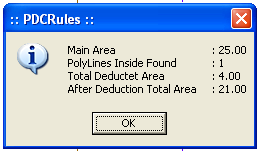 :: PDCRules ::
Main Area : 25.00
PolyLines Inside Found : 1
Total Deductet Area : 4.00
After Deduction Total Area : 21.00
OK